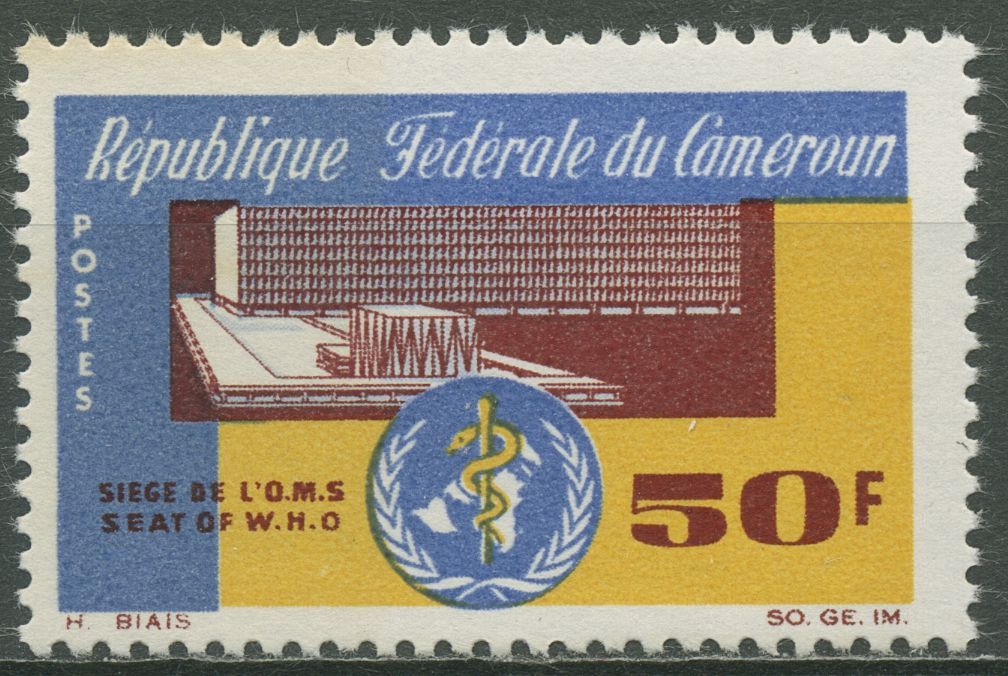 République Fédérale du Cameroun
POSTES
SIEGE DE L'O.M.S
SEAT OF W.H.O
50F
H. BIAIS
SO. GE. IM.